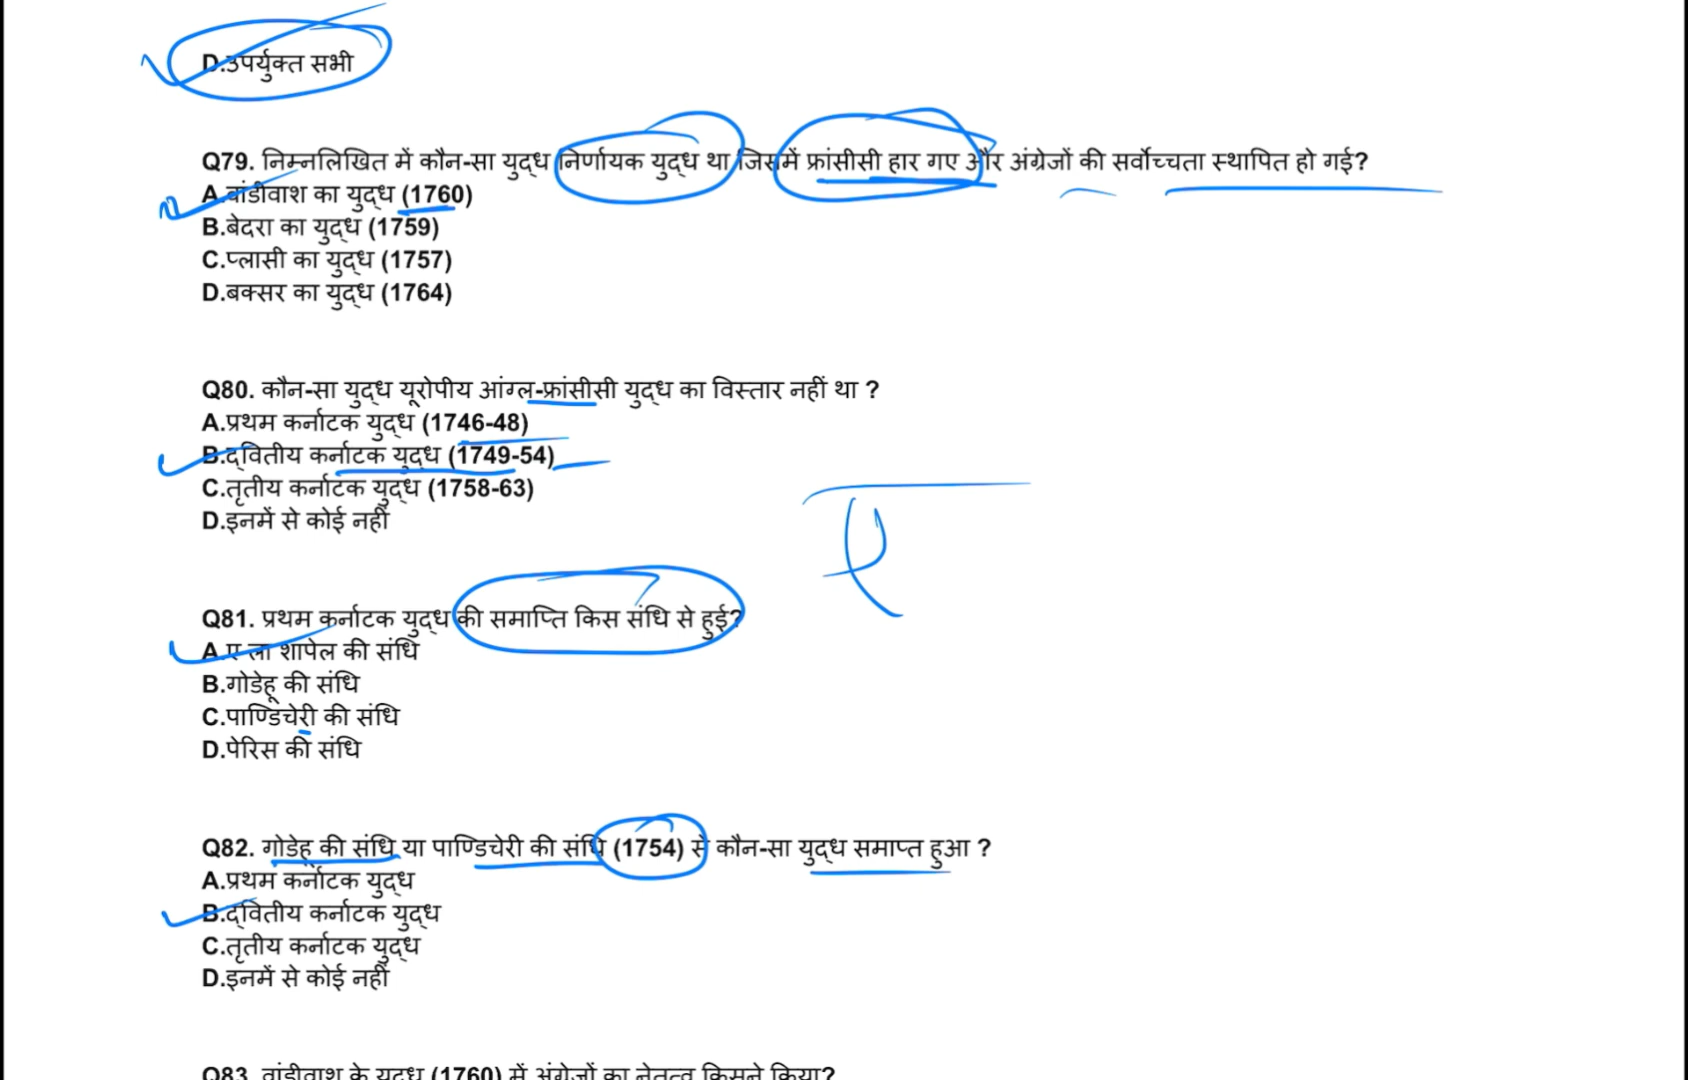 D.उपर्युक्त सभी
Q79. निम्नलिखित में कौन-सा युद्ध निर्णायक युद्ध था जिसमें फ्रांसीसी हार गए और अंग्रेजों की सर्वोच्चता स्थापित हो गई?
A.वांडीवाश का युद्ध (1760)
B.बेदरा का युद्ध (1759)
C.प्लासी का युद्ध (1757)
D.बक्सर का युद्ध (1764)
Q80. कौन-सा युद्ध यूरोपीय आंग्ल-फ्रांसीसी युद्ध का विस्तार नहीं था ?
A.प्रथम कर्नाटक युद्ध (1746-48)
B.द्वितीय कर्नाटक युद्ध (1749-54)
C.तृतीय कर्नाटक युद्ध (1758-63)
D.इनमें से कोई नहीं
Q81. प्रथम कर्नाटक युद्ध की समाप्ति किस संधि से हुई?
A.ए ला शापेल की संधि
B.गोडेहू की संधि
C.पाण्डिचेरी की संधि
D.पेरिस की संधि
Q82. गोडेहू की संधि या पाण्डिचेरी की संधि (1754) से कौन-सा युद्ध समाप्त हुआ ?
A.प्रथम कर्नाटक युद्ध
B.द्वितीय कर्नाटक युद्ध
C.तृतीय कर्नाटक युद्ध
D.इनमें से कोई नहीं
Q83. वांडीवाश के युद्ध (1760) में अंग्रेजों का नेतृत्व किसने किया?